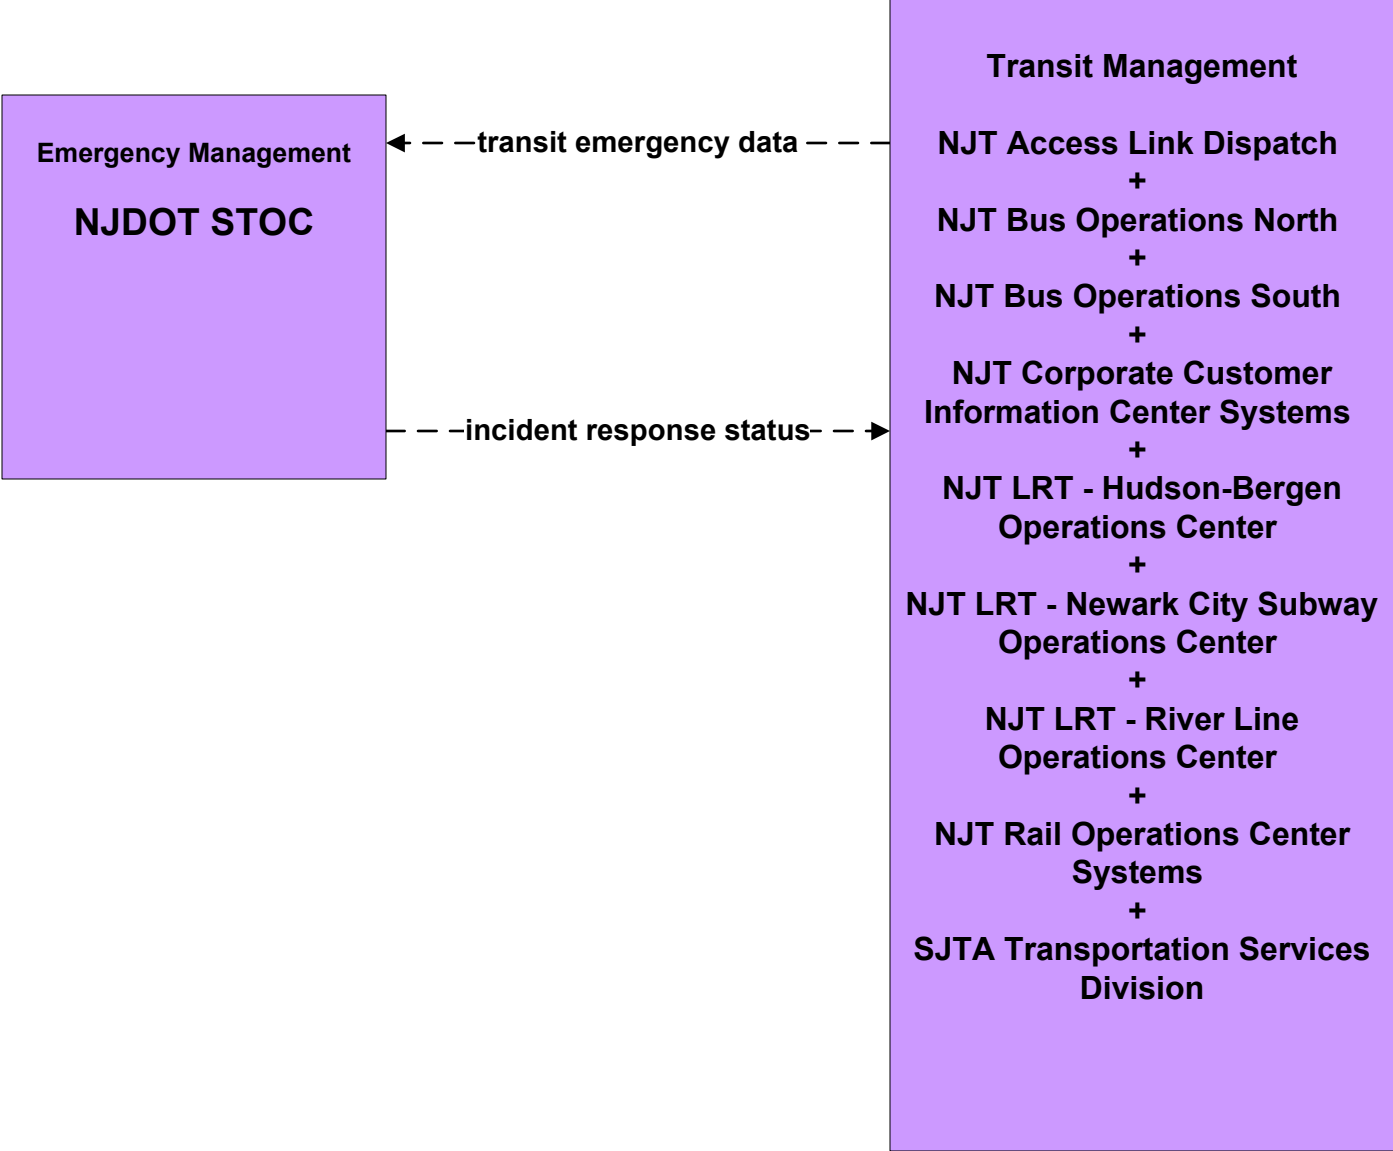 Emergency Management
NJDOT STOC
transit emergency data
incident response status
Transit Management
NJT Access Link Dispatch
+
NJT Bus Operations North
+
NJT Bus Operations South
+
NJT Corporate Customer
Information Center Systems
+
NJT LRT - Hudson-Bergen
Operations Center
+
NJT LRT - Newark City Subway
Operations Center
+
NJT LRT - River Line
Operations Center
+
NJT Rail Operations Center
Systems
+
SJTA Transportation Services
Division